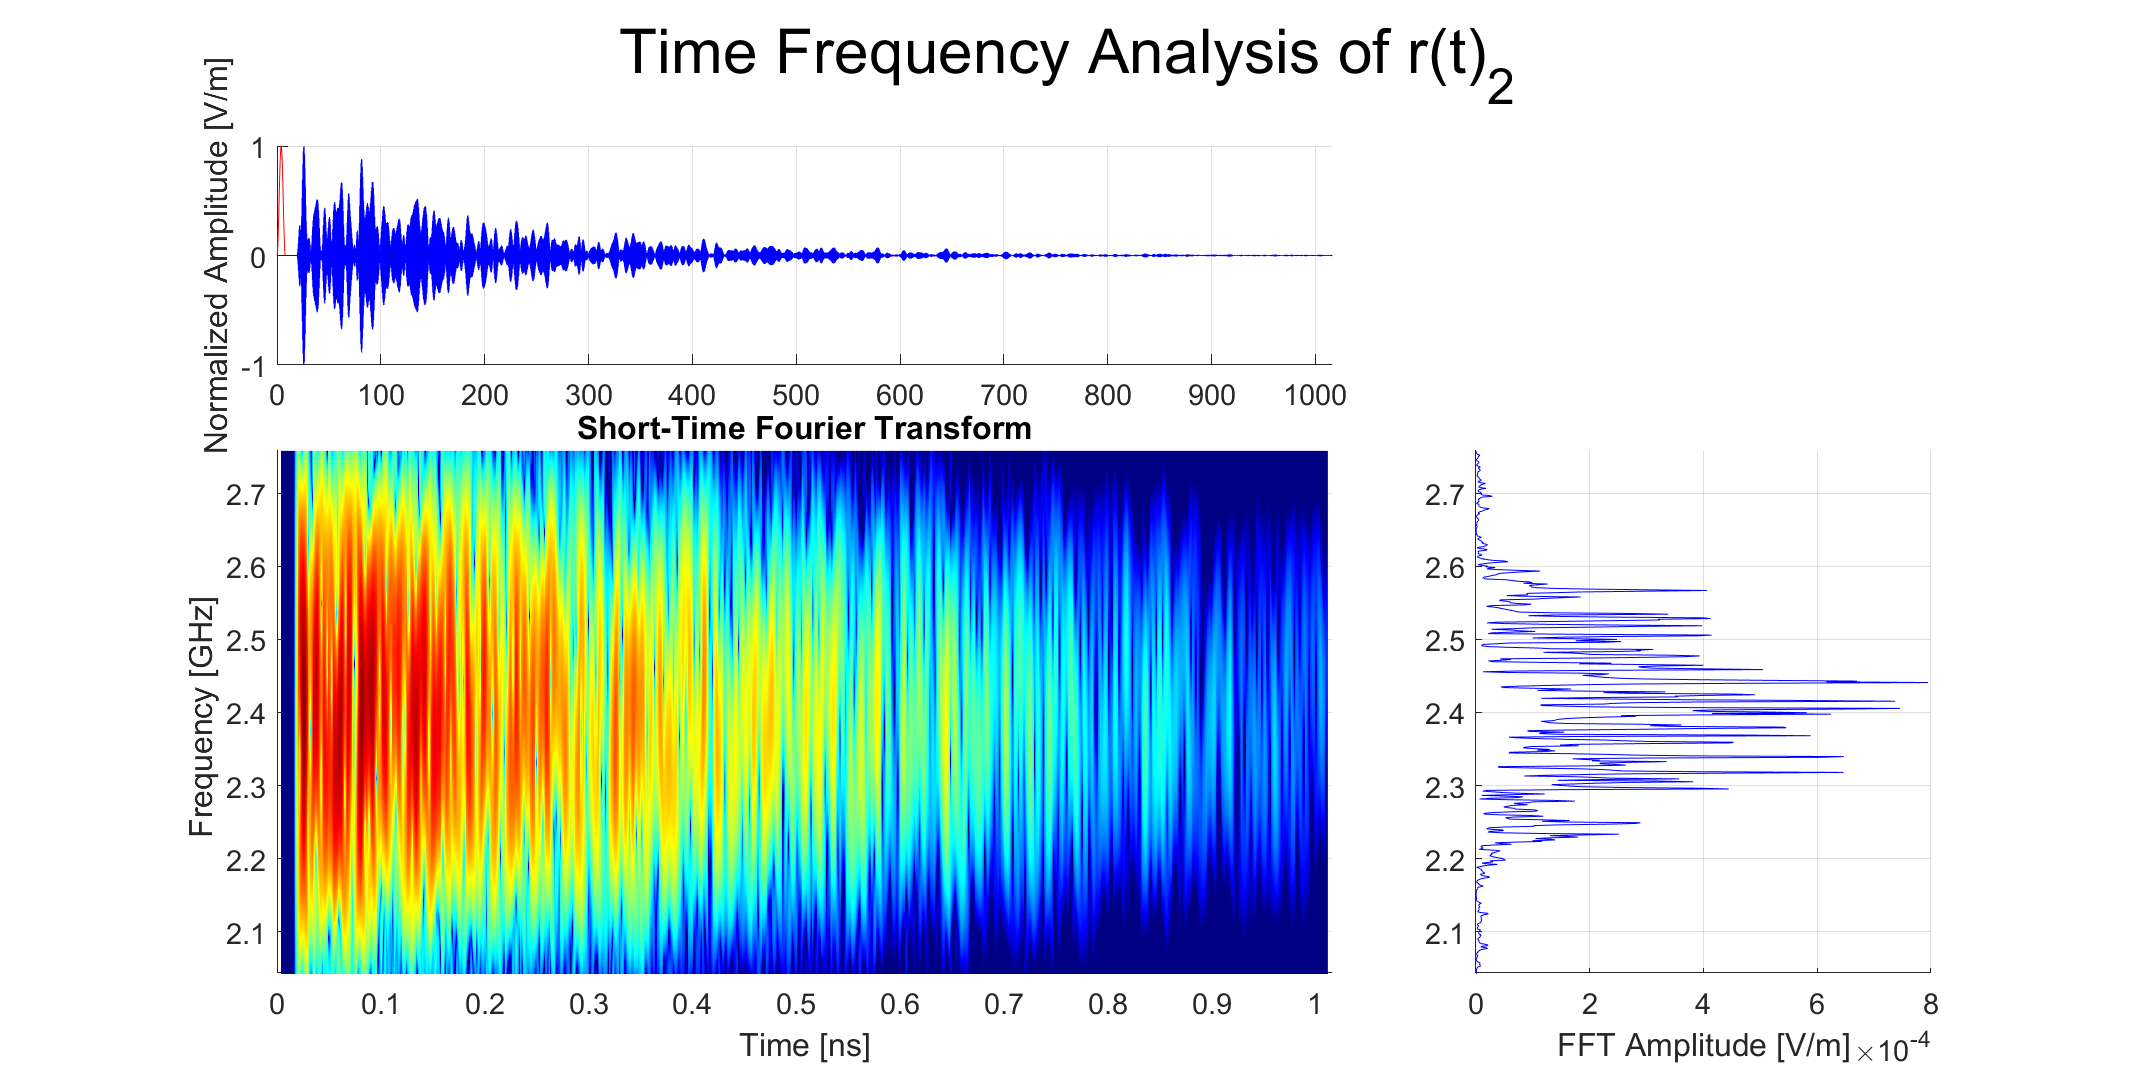 Time Frequency Analysis of r(t)2
Normalized Amplitude [V/m]
1
0
-1
0 100 200 300 400 500 600 700 800 900 1000
Short-Time Fourier Transform
Frequency [GHz]
2.7
2.6
2.5
2.4
2.3
2.2
2.1
0 0.1 0.2 0.3 0.4 0.5 0.6 0.7 0.8 0.9 1
Time [ns]
2.7
2.6
2.5
2.4
2.3
2.2
2.1
0 2 4 6 8
FFT Amplitude [V/m] ×10-4